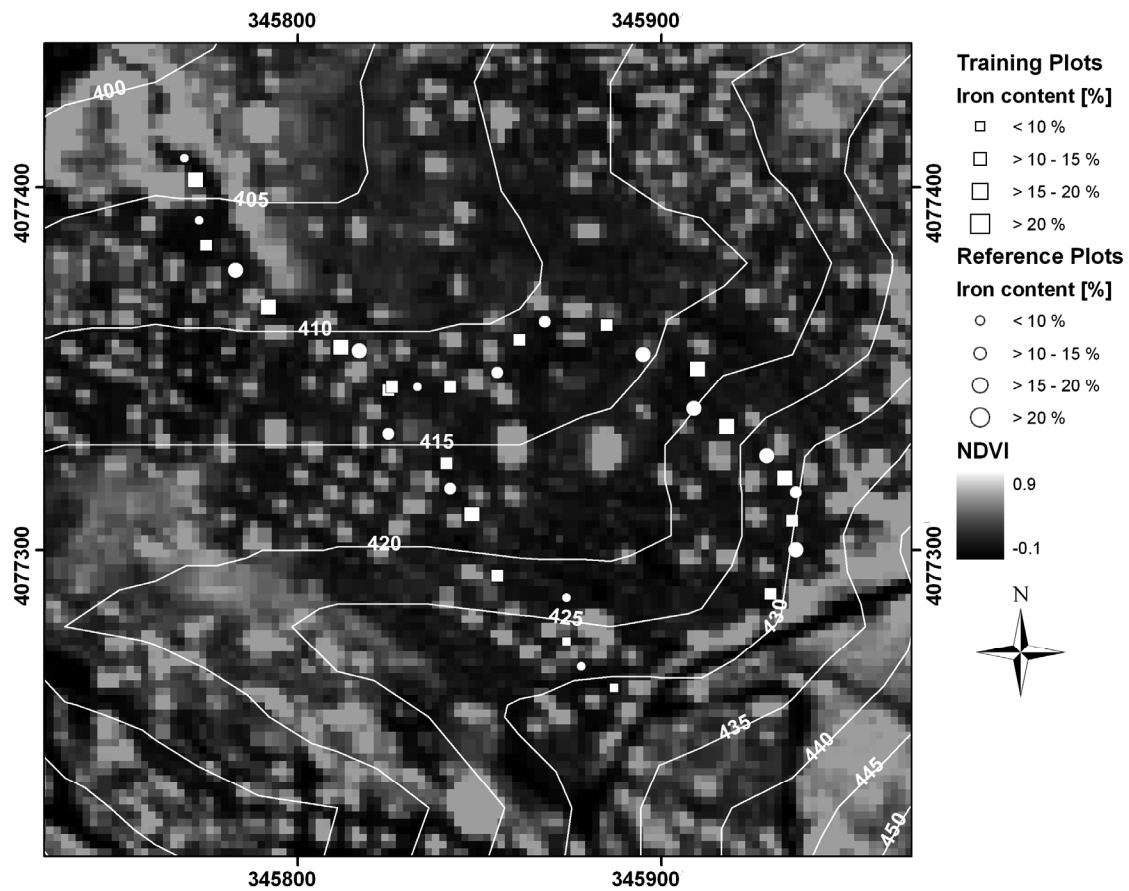 345800 345900
Training Plots
Iron content [%]
< 10 %
> 10 - 15 %
> 15 - 20 %
> 20 %
Reference Plots
Iron content [%]
< 10 %
> 10 - 15 %
> 15 - 20 %
> 20 %
NDVI
0.9
-0.1
N
4077400 4077400
4077300 4077300
400
405
410
415
420
425
430
435
440
445
450
345800 345900